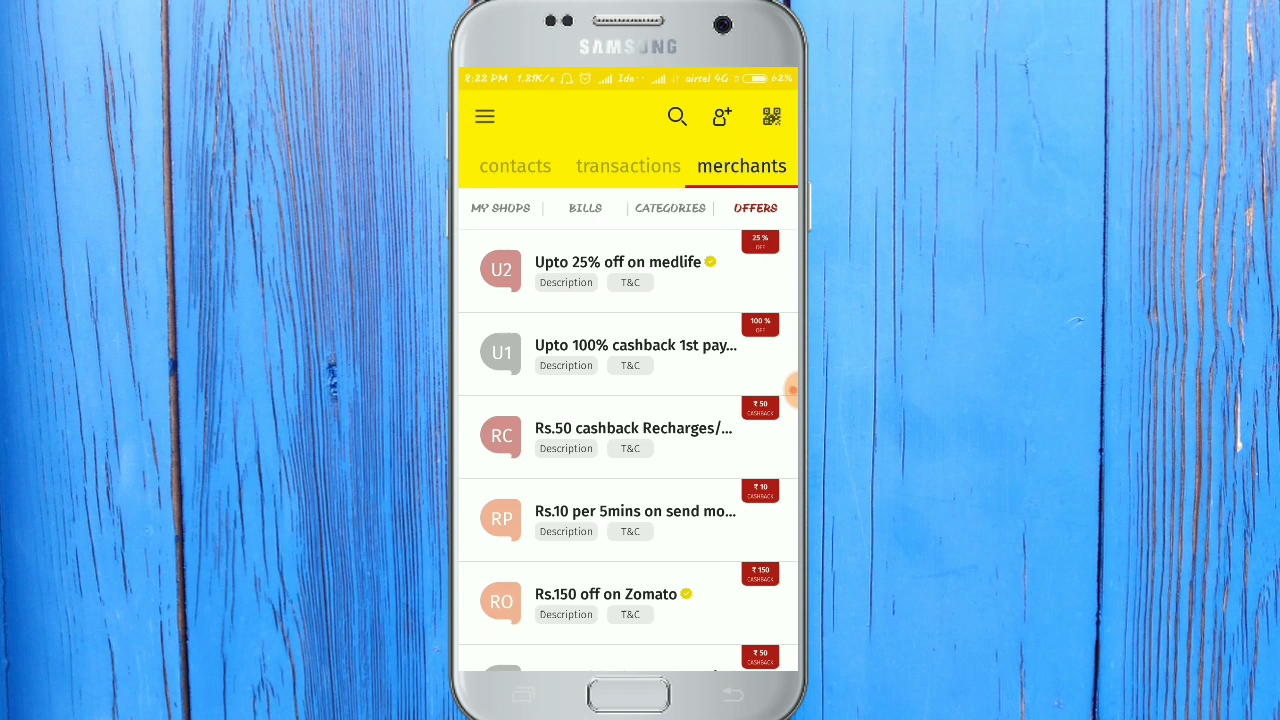 SAMSUNG
8:22 PM 1.21K/s Ide·· airtel 4G 62%
contacts transactions merchants
MY SHOPS BILLS CATEGORIES OFFERS
25 %
OFF
U2 Upto 25% off on medlife
Description T&C
100 %
OFF
U1 Upto 100% cashback 1st pay...
Description T&C
₹ 50
CASHBACK
RC Rs.50 cashback Recharges/...
Description T&C
₹ 10
CASHBACK
RP Rs.10 per 5mins on send mo...
Description T&C
₹ 150
CASHBACK
RO Rs.150 off on Zomato
Description T&C
₹ 50
CASHBACK